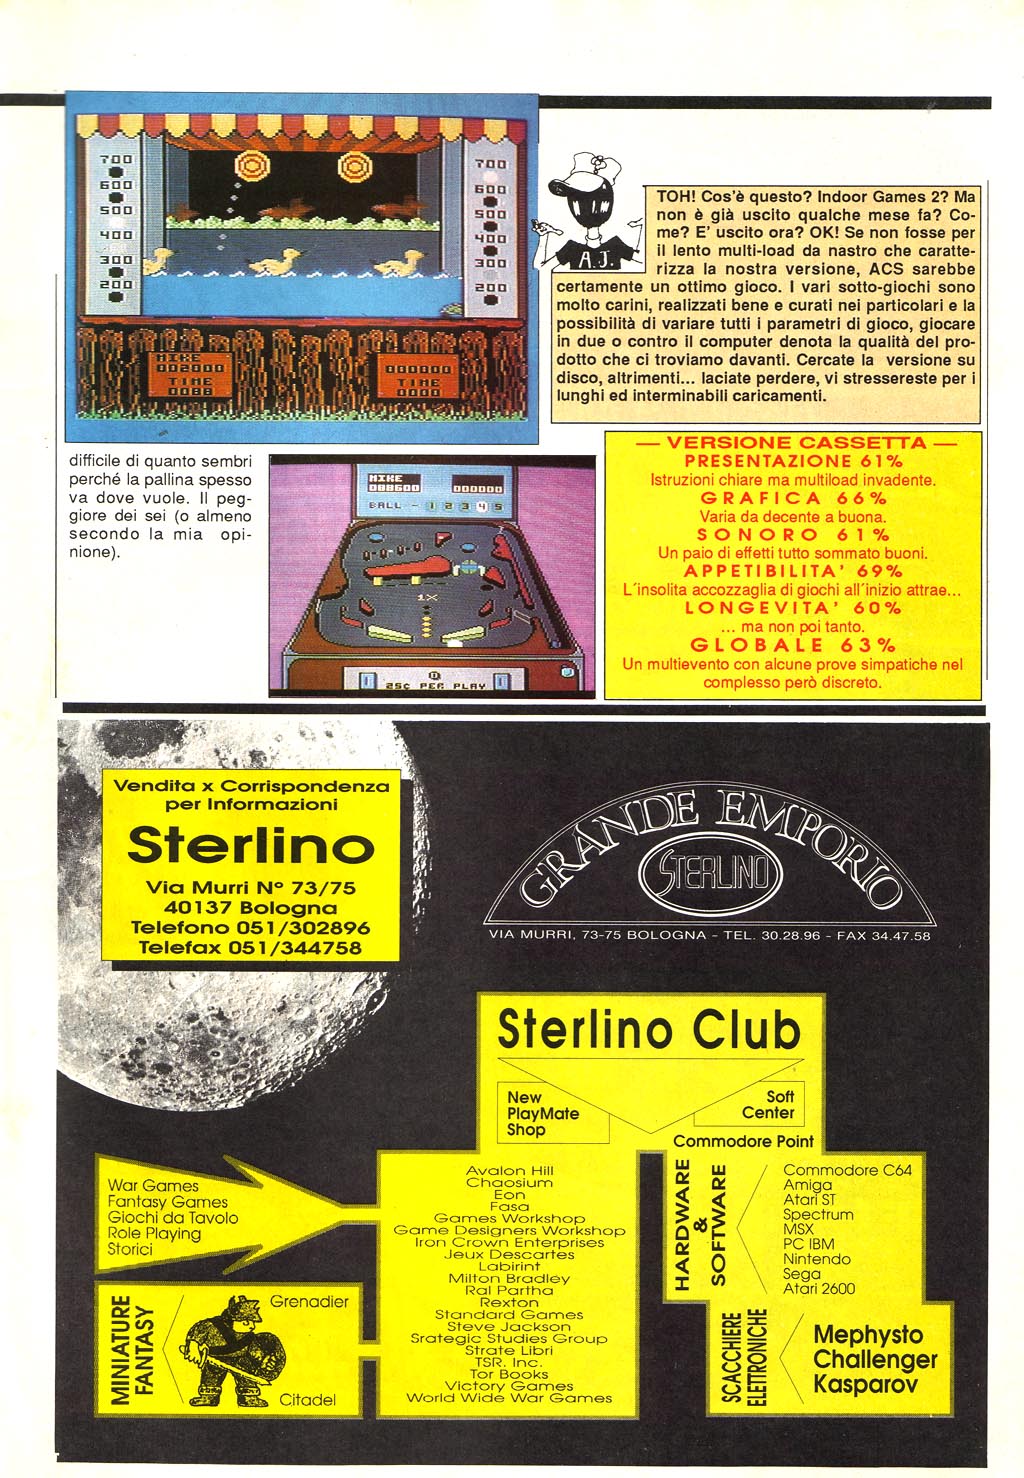 700
600
500
400
300
200
700
600
500
400
300
200
MIKE
002000
TIME
0088
000000
TIME
0000
A.J.
TOH! Cos'è questo? Indoor Games 2? Ma
non è già uscito qualche mese fa? Co-
me? E' uscito ora? OK! Se non fosse per
il lento multi-load da nastro che caratte-
rizza la nostra versione, ACS sarebbe
certamente un ottimo gioco. I vari sotto-giochi sono
molto carini, realizzati bene e curati nei particolari e la
possibilità di variare tutti i parametri di gioco, giocare
in due o contro il computer denota la qualità del pro-
dotto che ci troviamo davanti. Cercate la versione su
disco, altrimenti... laciate perdere, vi stressereste per i
lunghi ed interminabili caricamenti.
difficile di quanto sembri
perché la pallina spesso
va dove vuole. Il peg-
giore dei sei (o almeno
secondo la mia opi-
nione).
MIKE
088600
000000
BALL - 1 2 3 4 5
1X
25¢ PER PLAY
— VERSIONE CASSETTA —
PRESENTAZIONE 61%
Istruzioni chiare ma multiload invadente.
GRAFICA 66%
Varia da decente a buona.
SONORO 61%
Un paio di effetti tutto sommato buoni.
APPETIBILITA' 69%
L'insolita accozzaglia di giochi all'inizio attrae...
LONGEVITA' 60%
... ma non poi tanto.
GLOBALE 63%
Un multievento con alcune prove simpatiche nel
complesso però discreto.
Vendita x Corrispondenza
per Informazioni
Sterlino
Via Murri N° 73/75
40137 Bologna
Telefono 051/302896
Telefax 051/344758
GRANDE EMPORIO
STERLINO
VIA MURRI, 73-75 BOLOGNA - TEL. 30.28.96 - FAX 34.47.58
Sterlino Club
New
PlayMate
Shop
Soft
Center
Commodore Point
War Games
Fantasy Games
Giochi da Tavolo
Role Playing
Storici
MINIATURE
FANTASY
Grenadier
Citadel
Avalon Hill
Chaosium
Eon
Fasa
Games Workshop
Game Designers Workshop
Iron Crown Enterprises
Jeux Descartes
Labirint
Milton Bradley
Ral Partha
Rexton
Standard Games
Steve Jackson
Srategic Studies Group
Strate Libri
TSR. Inc.
Tor Books
Victory Games
World Wide War Games
HARDWARE
&
SOFTWARE
Commodore C64
Amiga
Atari ST
Spectrum
MSX
PC IBM
Nintendo
Sega
Atari 2600
SCACCHIERE
ELETTRONICHE
Mephysto
Challenger
Kasparov